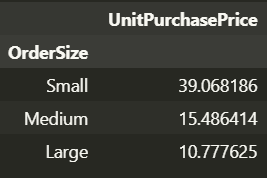 UnitPurchasePrice
OrderSize
Small 39.068186
Medium 15.486414
Large 10.777625